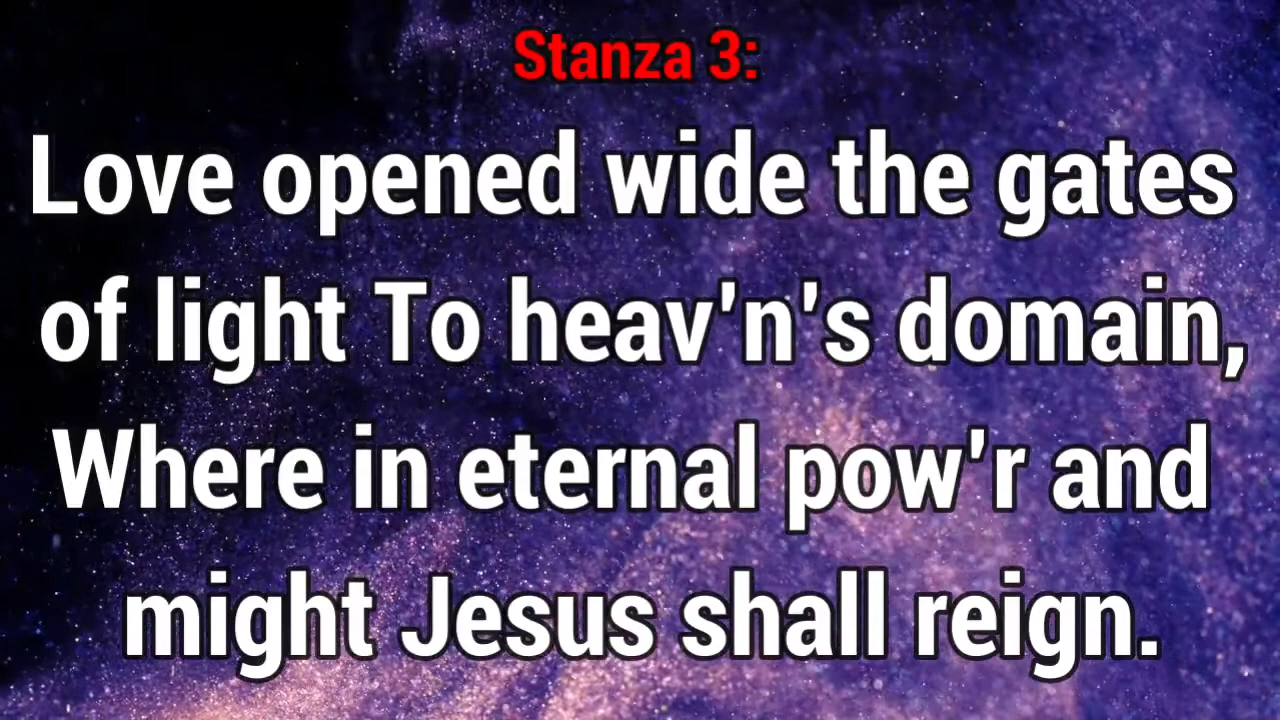 Stanza 3:
Love opened wide the gates
of light To heav'n's domain,
Where in eternal pow'r and
might Jesus shall reign.